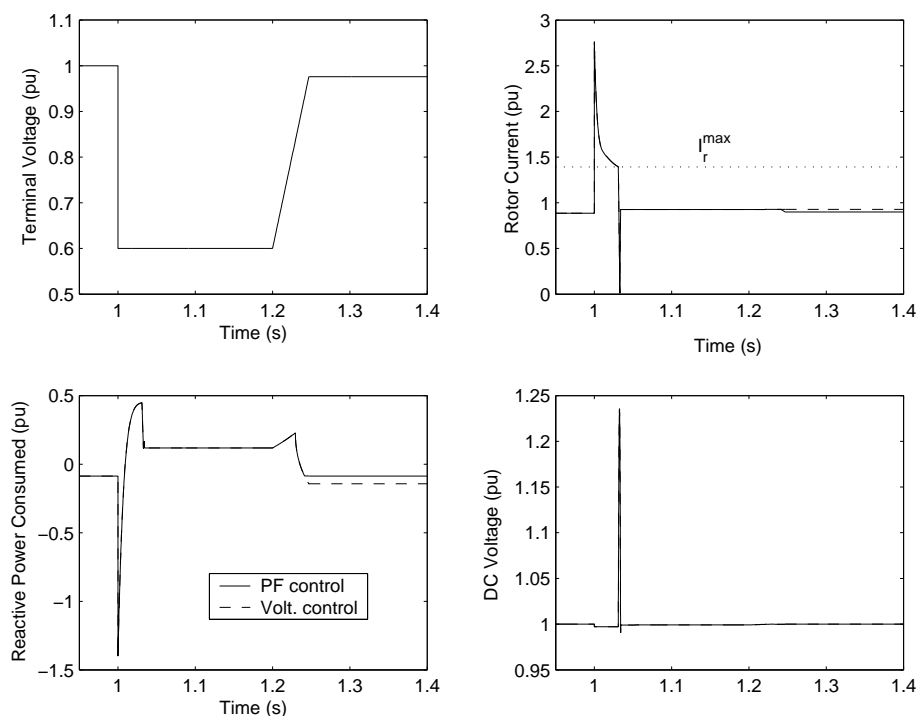 1.1
1
0.9
0.8
0.7
0.6
0.5
Terminal Voltage (pu)
1 1.1 1.2 1.3 1.4
Time (s)
3
2.5
2
1.5
1
0.5
0
Rotor Current (pu)
I_r^max
1 1.1 1.2 1.3 1.4
Time (s)
0.5
0
−0.5
−1
−1.5
Reactive Power Consumed (pu)
PF control
Volt. control
1 1.1 1.2 1.3 1.4
Time (s)
1.25
1.2
1.15
1.1
1.05
1
0.95
DC Voltage (pu)
1 1.1 1.2 1.3 1.4
Time (s)